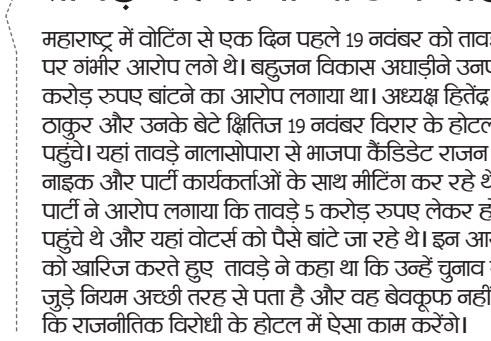 महाराष्ट्र में वोटिंग से एक दिन पहले 19 नवंबर को
पर गंभीर आरोप लगे थे। बहुजन विकास अघाड़ीने
करोड़ रुपए बांटने का आरोप लगाया था। अध्यक्ष हितेंद्र
ठाकुर और उनके बेटे क्षितिज 19 नवंबर विरार के
पहुंचे। यहां तावड़े नालासोपारा से भाजपा कैंडिडेट राजन
नाइक और पार्टी कार्यकर्ताओं के साथ मीटिंग कर रहे
पार्टी ने आरोप लगाया कि तावड़े 5 करोड़ रुपए लेकर
पहुंचे थे और यहां वोटर्स को पैसे बांटे जा रहे थे। इन
को खारिज करते हुए तावड़े ने कहा था कि उन्हें चुनाव
जुड़े नियम अच्छी तरह से पता है और वह बेवकूफ नहीं
कि राजनीतिक विरोधी के होटल में ऐसा काम करेंगे।